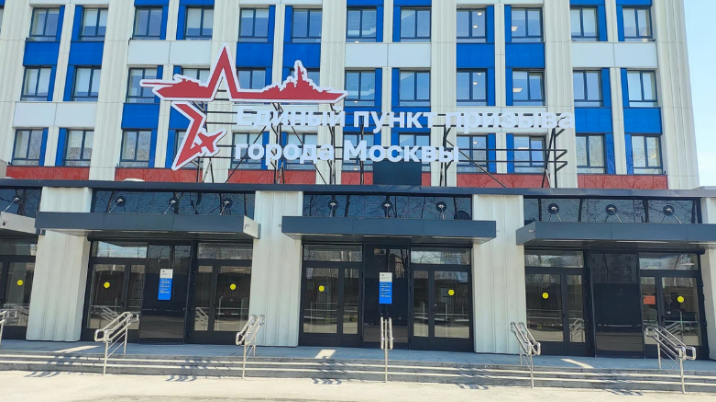 Единый пункт призыва
города Москвы